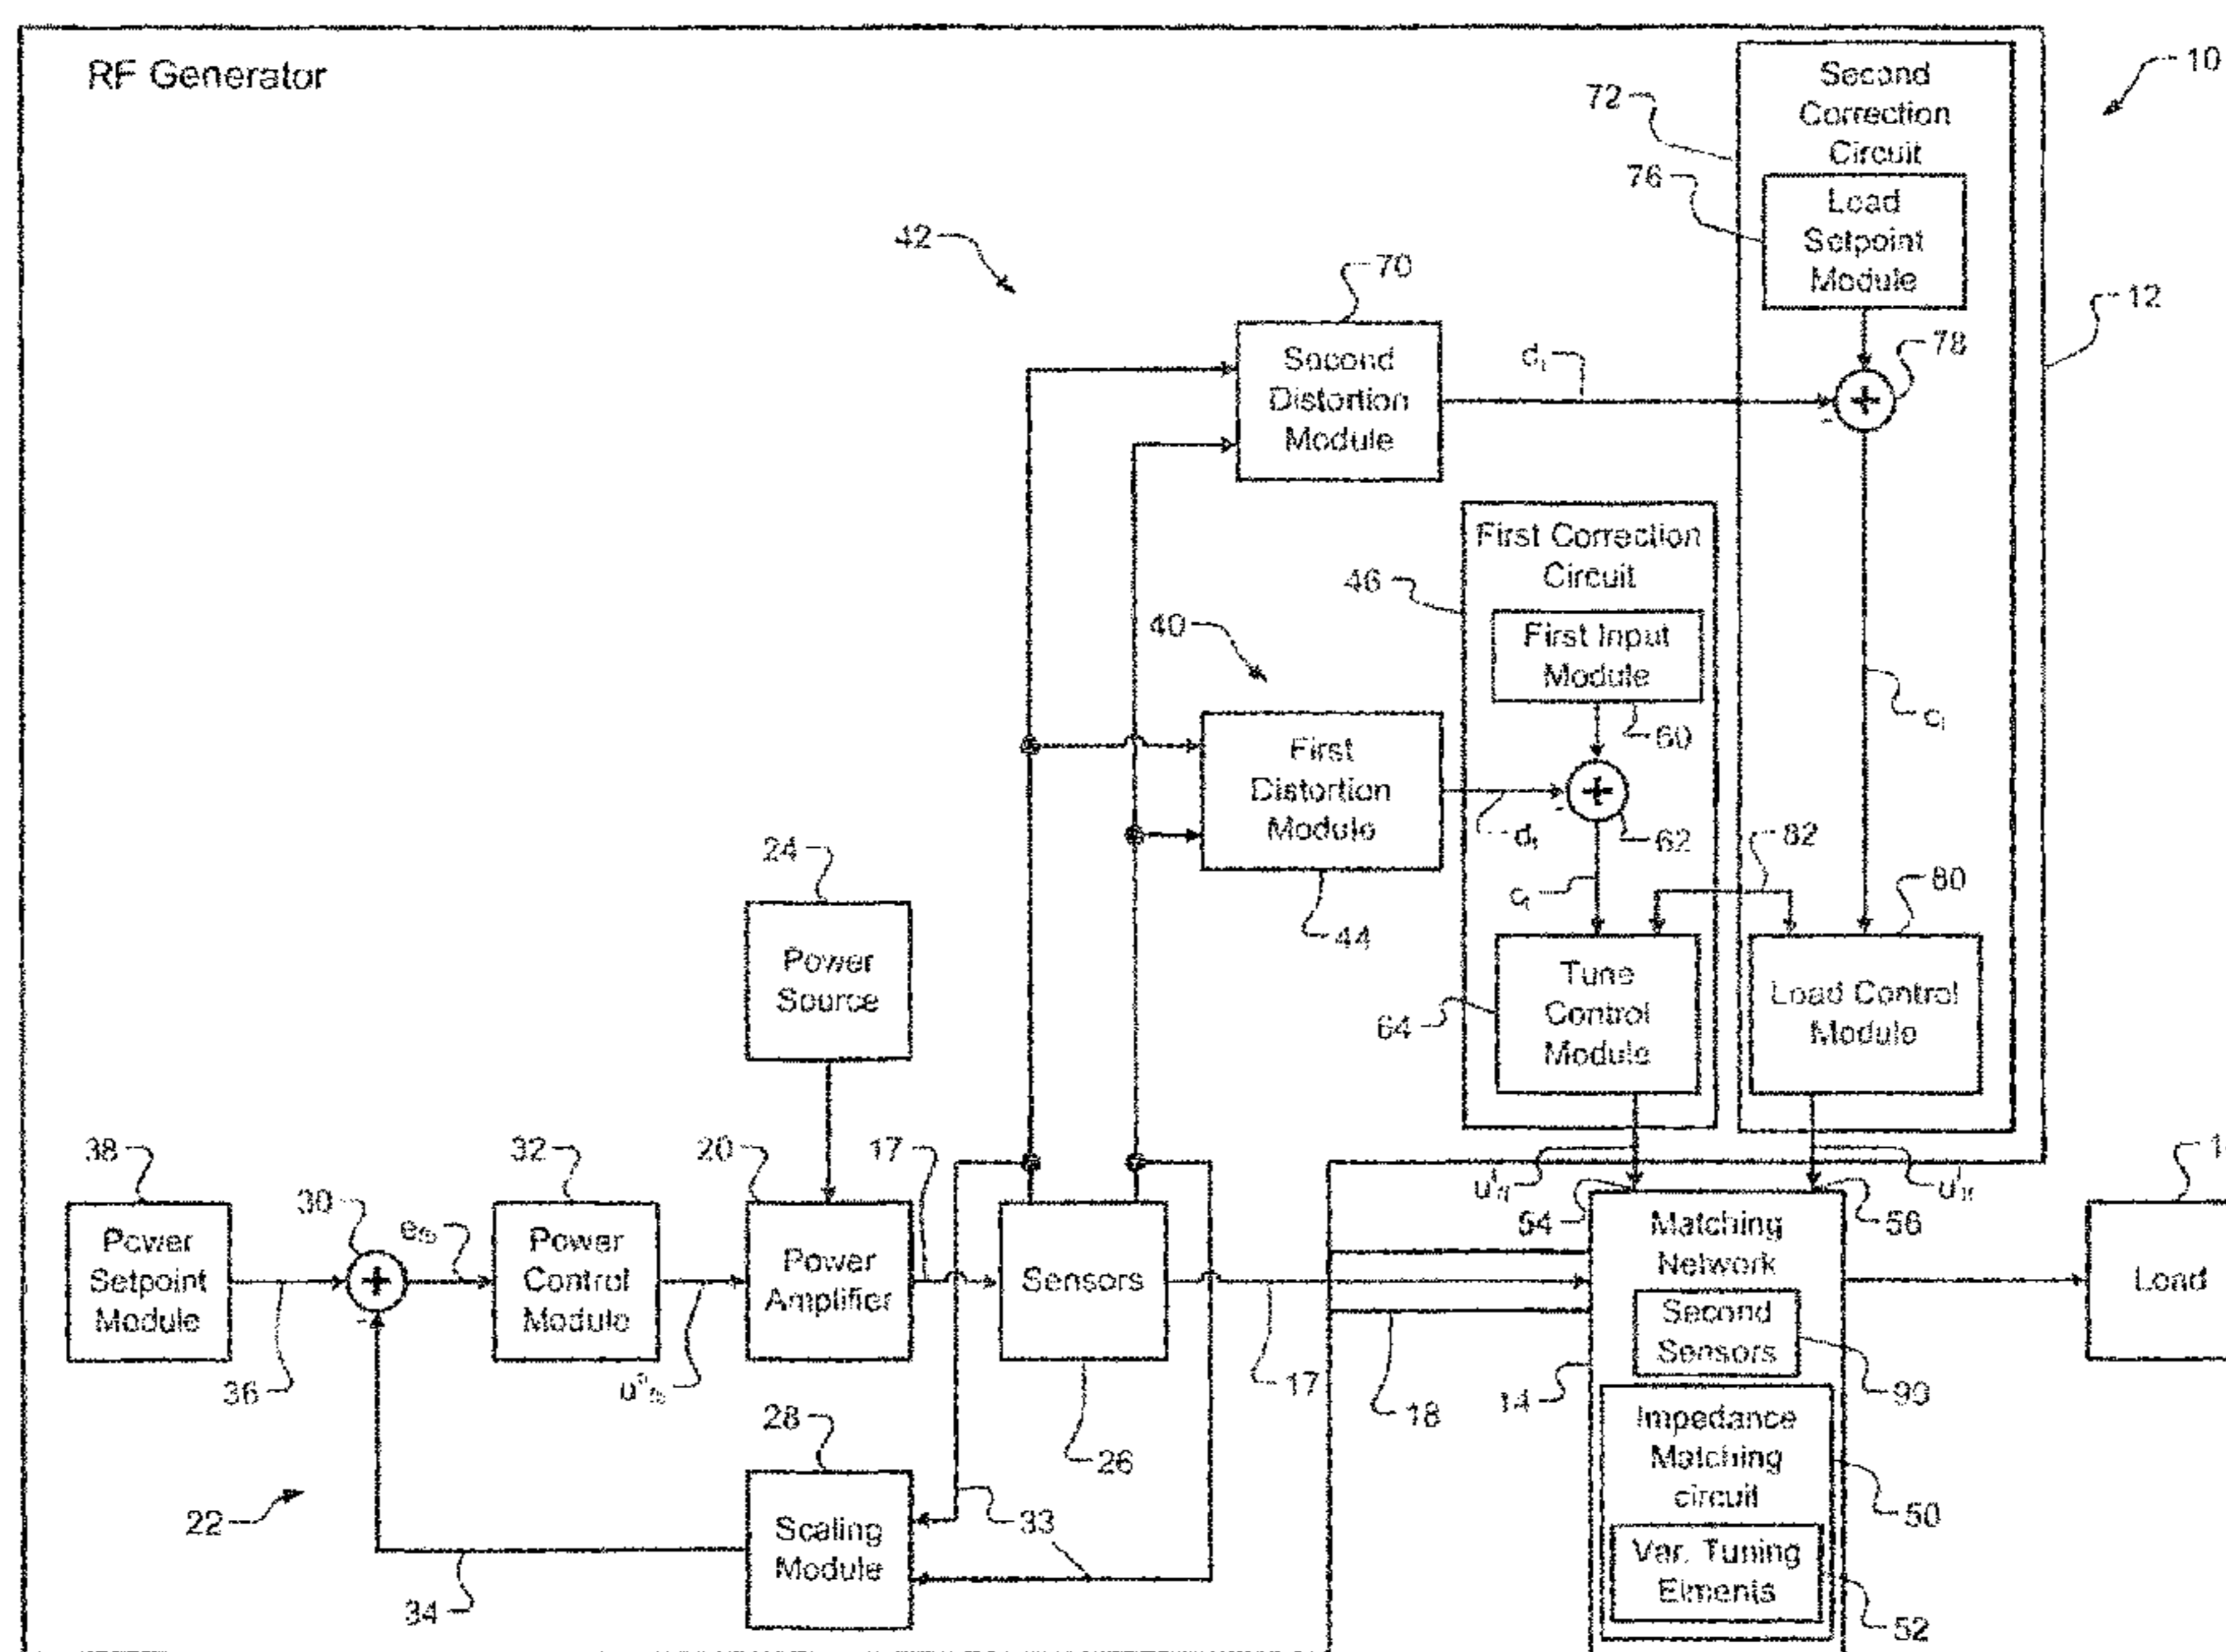 RF Generator
10
Second
Correction
Circuit
72
76
Load
Setpoint
Module
42
70
12
Second
Distortion
Module
78
First Correction
Circuit
46
First Input
Module
40
60
First
Distortion
Module
62
82
24
80
44
Power
Source
Tune
Control
Module
64
Load Control
Module
38
32
20
17
30
54
56
Power
Setpoint
Module
Power
Control
Module
Power
Amplifier
Sensors
Matching
Network
Load
Second
Sensors
36
17
18
14
90
28
26
Impedance
Matching
circuit
22
Scaling
Module
33
50
Var. Tuning
Elments
34
52